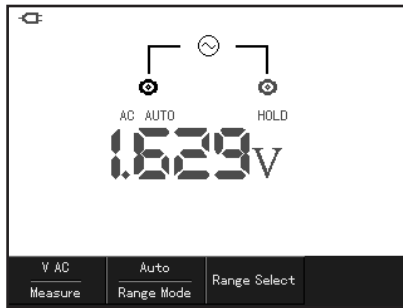 AC AUTO HOLD
1.629V
V AC Auto Range Select
Measure Range Mode